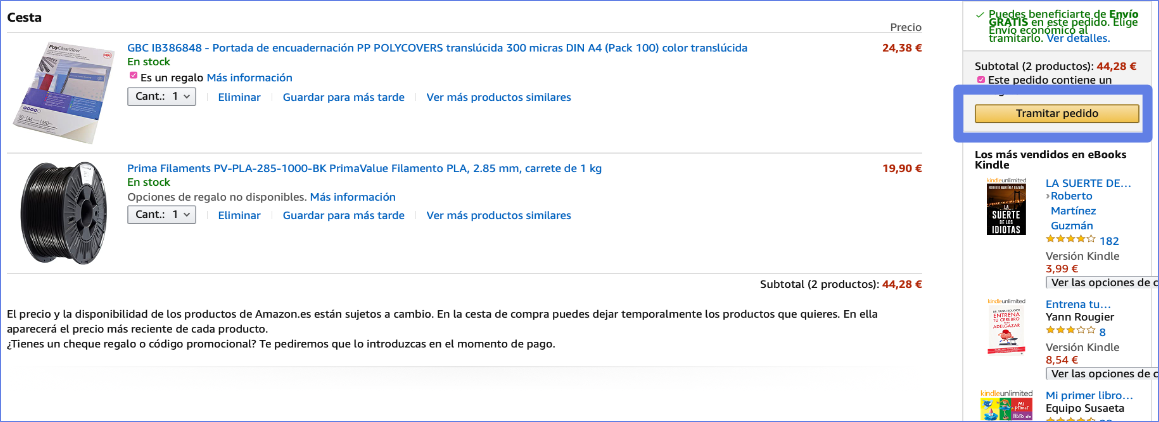 Cesta
Precio
GBC IB386848 - Portada de encuadernación PP POLYCOVERS translúcida 300 micras DIN A4 (Pack 100) color translúcida
24,38 €
En stock
Es un regalo Más información
Cant.: 1
Eliminar
Guardar para más tarde
Ver más productos similares
Prima Filaments PV-PLA-285-1000-BK PrimaValue Filamento PLA, 2.85 mm, carrete de 1 kg
19,90 €
En stock
Opciones de regalo no disponibles. Más información
Cant.: 1
Eliminar
Guardar para más tarde
Ver más productos similares
Subtotal (2 productos): 44,28 €
El precio y la disponibilidad de los productos de Amazon.es están sujetos a cambio. En la cesta de compra puedes dejar temporalmente los productos que quieres. En ella
aparecerá el precio más reciente de cada producto.
¿Tienes un cheque regalo o código promocional? Te pediremos que lo introduzcas en el momento de pago.
Puedes beneficiarte de Envío
GRATIS en este pedido. Elige
Envío económico al
tramitarlo. Ver detalles.
Subtotal (2 productos): 44,28 €
Este pedido contiene un
Tramitar pedido
Los más vendidos en eBooks
Kindle
kindleunlimited
LA
SUERTE
DE LOS
IDIOTAS
LA SUERTE DE...
›Roberto
Martínez
Guzmán
182
Versión Kindle
3,99 €
Ver las opciones de c
kindleunlimited
ENTRENA
TU CEREBRO
PARA
ADELGAZAR
Entrena tu...
Yann Rougier
8
Versión Kindle
8,54 €
Ver las opciones de c
kindleunlimited
Mi primer libro...
Equipo Susaeta